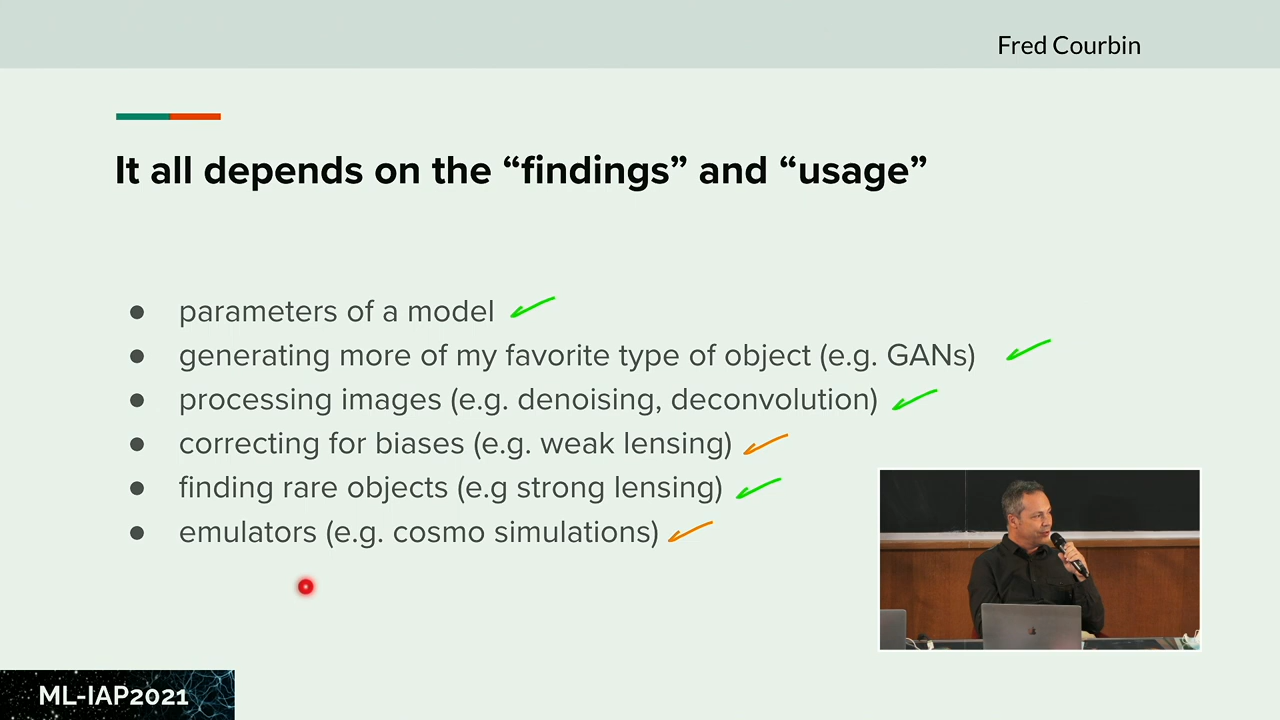 Fred Courbin
It all depends on the “findings” and “usage”
● parameters of a model
● generating more of my favorite type of object (e.g. GANs)
● processing images (e.g. denoising, deconvolution)
● correcting for biases (e.g. weak lensing)
● finding rare objects (e.g strong lensing)
● emulators (e.g. cosmo simulations)
ML-IAP2021